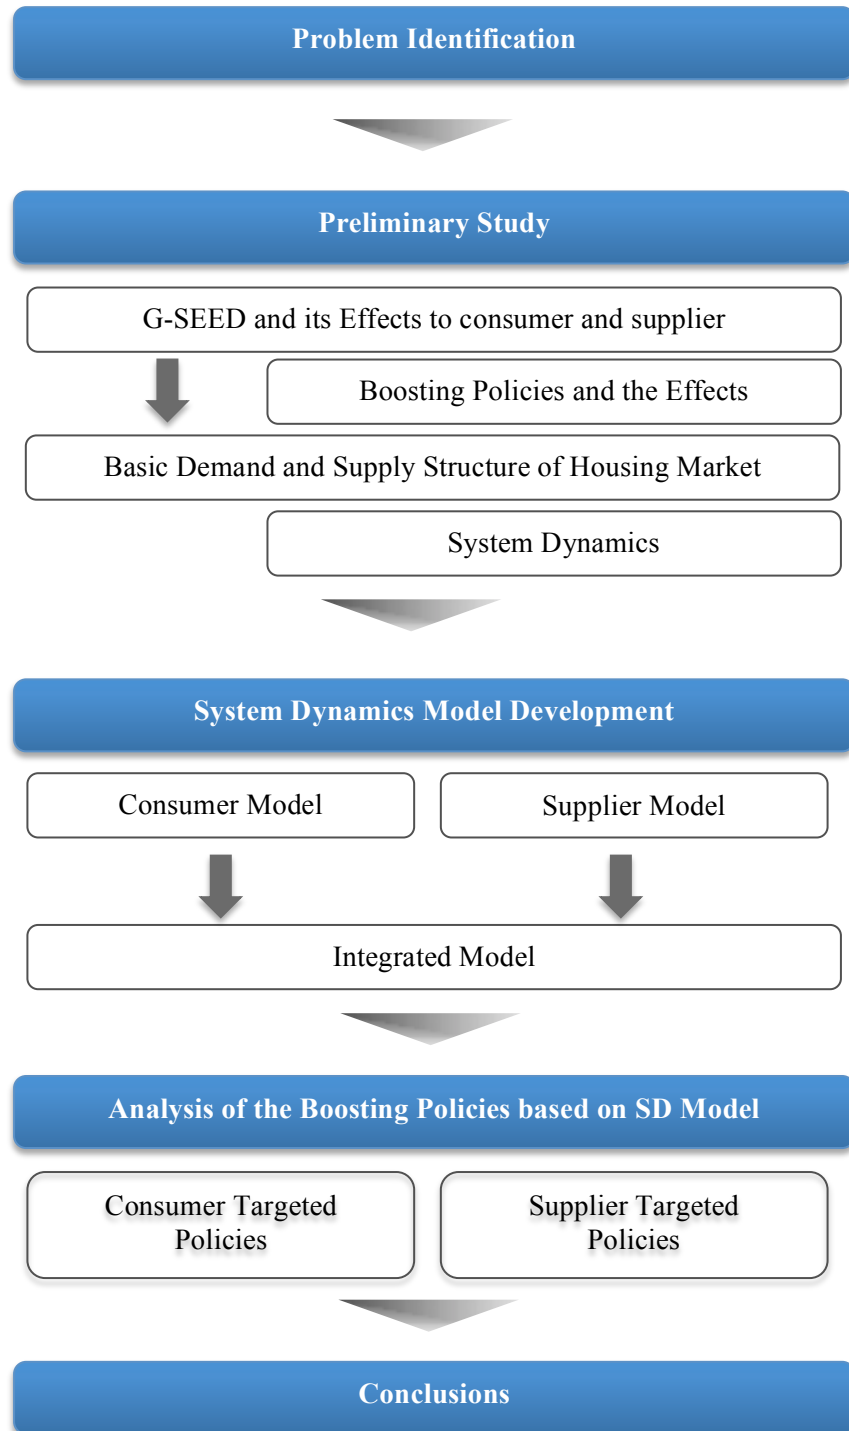 Problem Identification
Preliminary Study
G-SEED and its Effects to consumer and supplier
Boosting Policies and the Effects
Basic Demand and Supply Structure of Housing Market
System Dynamics
System Dynamics Model Development
Consumer Model
Supplier Model
Integrated Model
Analysis of the Boosting Policies based on SD Model
Consumer Targeted
Policies
Supplier Targeted
Policies
Conclusions